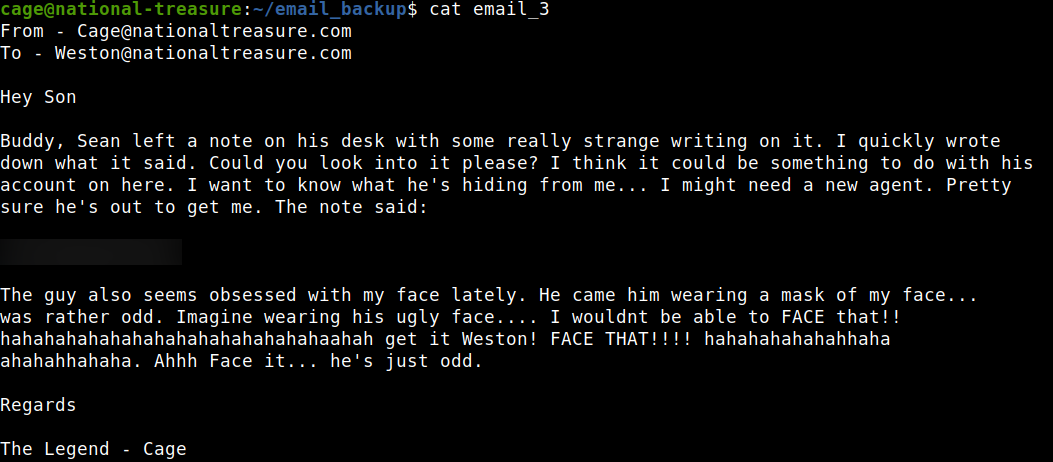 cage@national-treasure:~/email_backup$ cat email_3
From - Cage@nationaltreasure.com
To - Weston@nationaltreasure.com
Hey Son
Buddy, Sean left a note on his desk with some really strange writing on it. I quickly wrote
down what it said. Could you look into it please? I think it could be something to do with his
account on here. I want to know what he's hiding from me... I might need a new agent. Pretty
sure he's out to get me. The note said:
The guy also seems obsessed with my face lately. He came him wearing a mask of my face...
was rather odd. Imagine wearing his ugly face.... I wouldnt be able to FACE that!!
hahahahahahahahahahahahahahahaahah get it Weston! FACE THAT!!!! hahahahahahahhaha
ahahahhahaha. Ahhh Face it... he's just odd.
Regards
The Legend - Cage